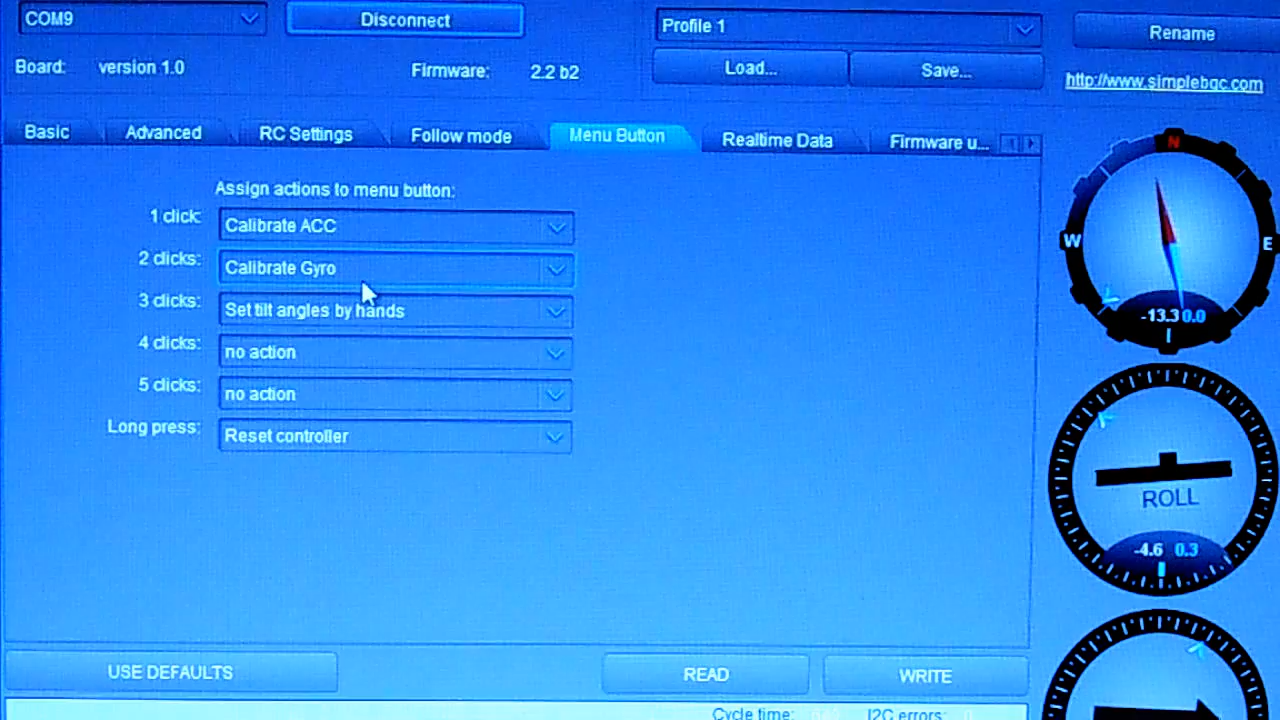 COM9
Disconnect
Profile 1
Rename
Board: version 1.0
Firmware: 2.2 b2
Load...
Save...
http://www.simplebgc.com
Basic
Advanced
RC Settings
Follow mode
Menu Button
Realtime Data
Firmware u...
Assign actions to menu button:
1 click: Calibrate ACC
2 clicks: Calibrate Gyro
3 clicks: Set tilt angles by hands
4 clicks: no action
5 clicks: no action
Long press: Reset controller
N
W
E
-13.3 0.0
ROLL
-4.6 0.3
USE DEFAULTS
READ
WRITE
Cycle time:
I2C errors: